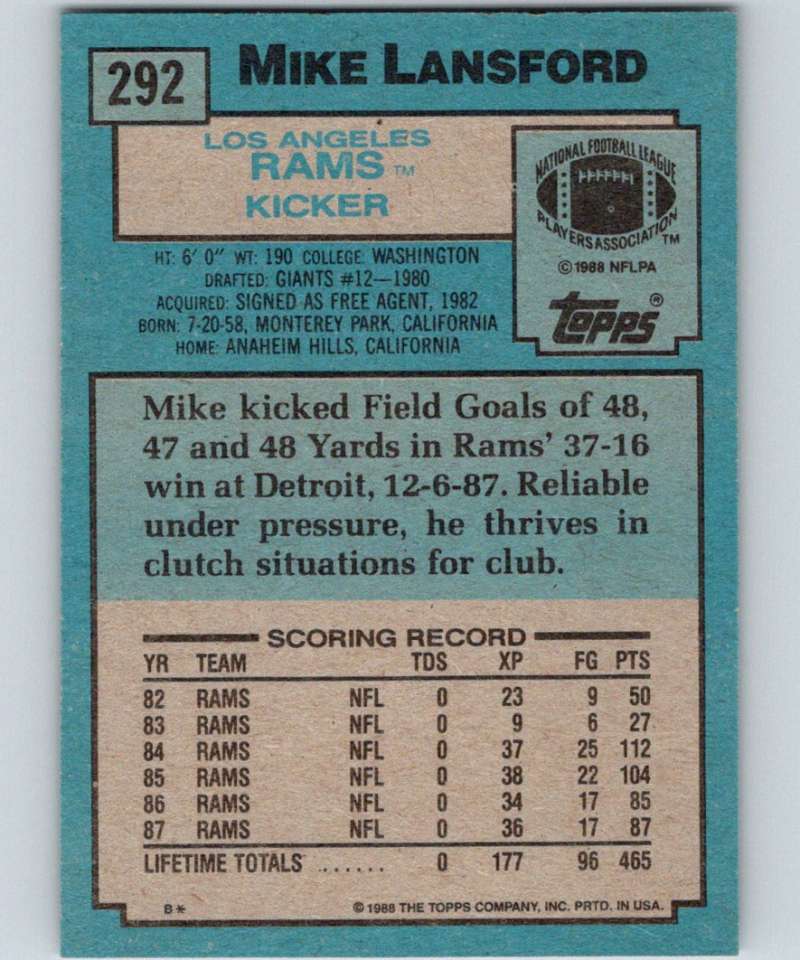 292
MIKE LANSFORD
LOS ANGELES
RAMS TM
KICKER
NATIONAL FOOTBALL LEAGUE
PLAYERS ASSOCIATION TM
© 1988 NFLPA
Topps ®
HT: 6' 0" WT: 190 COLLEGE: WASHINGTON
DRAFTED: GIANTS #12—1980
ACQUIRED: SIGNED AS FREE AGENT, 1982
BORN: 7-20-58, MONTEREY PARK, CALIFORNIA
HOME: ANAHEIM HILLS, CALIFORNIA
Mike kicked Field Goals of 48,
47 and 48 Yards in Rams' 37-16
win at Detroit, 12-6-87. Reliable
under pressure, he thrives in
clutch situations for club.
SCORING RECORD
YR TEAM TDS XP FG PTS
82 RAMS NFL 0 23 9 50
83 RAMS NFL 0 9 6 27
84 RAMS NFL 0 37 25 112
85 RAMS NFL 0 38 22 104
86 RAMS NFL 0 34 17 85
87 RAMS NFL 0 36 17 87
LIFETIME TOTALS ....... 0 177 96 465
B* © 1988 THE TOPPS COMPANY, INC. PRTD. IN USA.